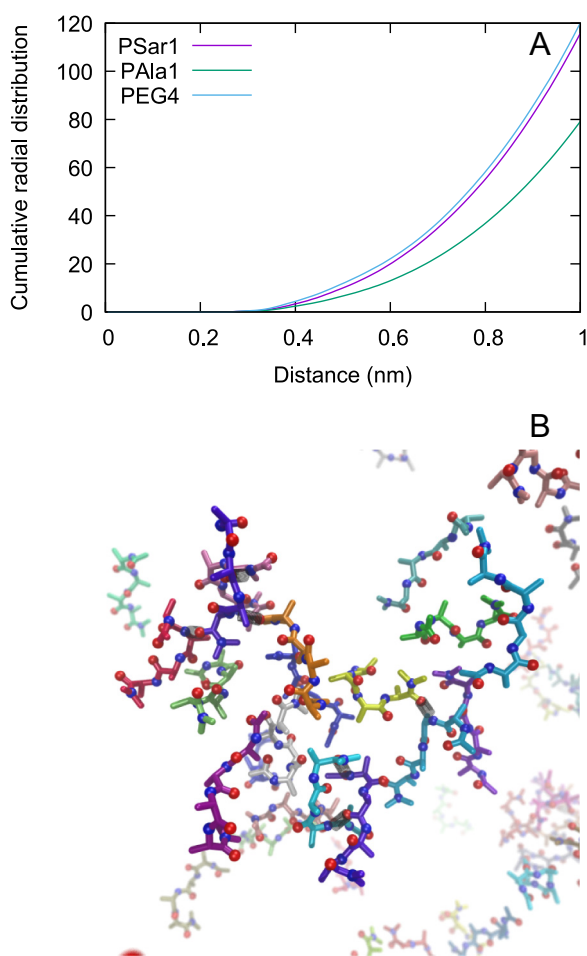 120
100
80
60
40
20
0
Cumulative radial distribution
PSar1
PAla1
PEG4
A
0 0.2 0.4 0.6 0.8 1
Distance (nm)
B